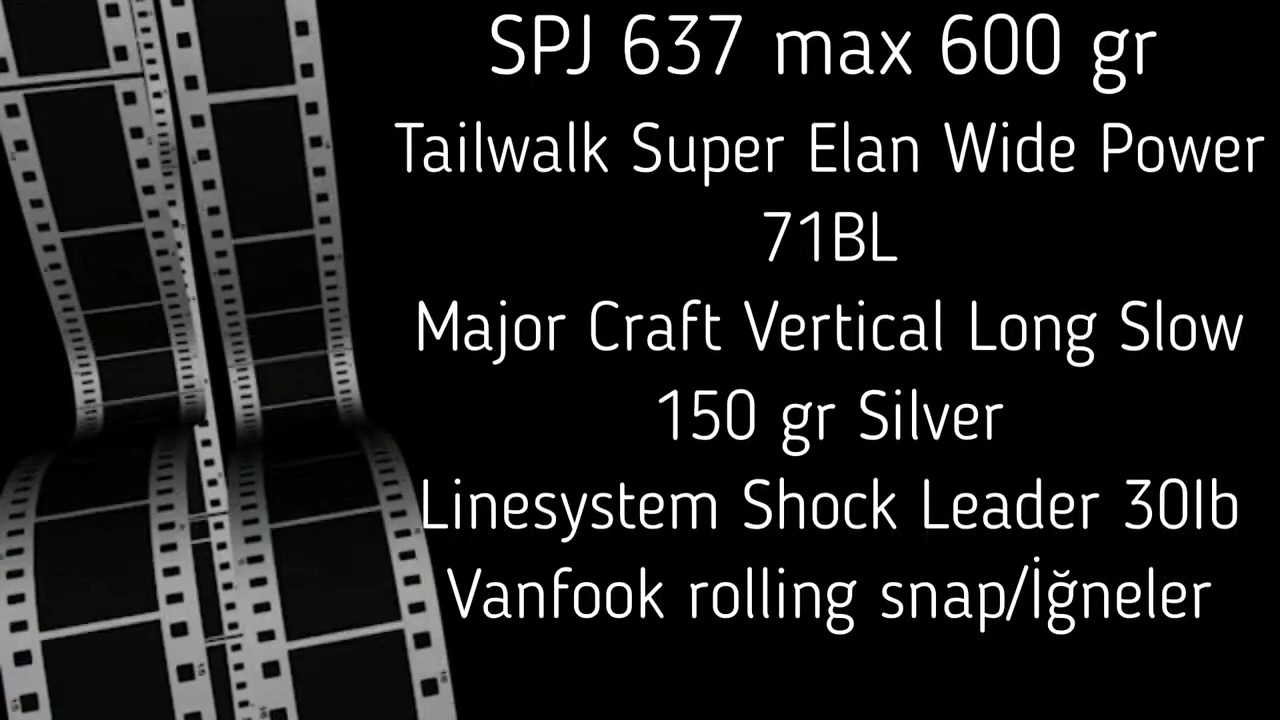 SPJ 637 max 600 gr
Tailwalk Super Elan Wide Power
71BL
Major Craft Vertical Long Slow
150 gr Silver
Linesystem Shock Leader 30lb
Vanfook rolling snap/İğneler